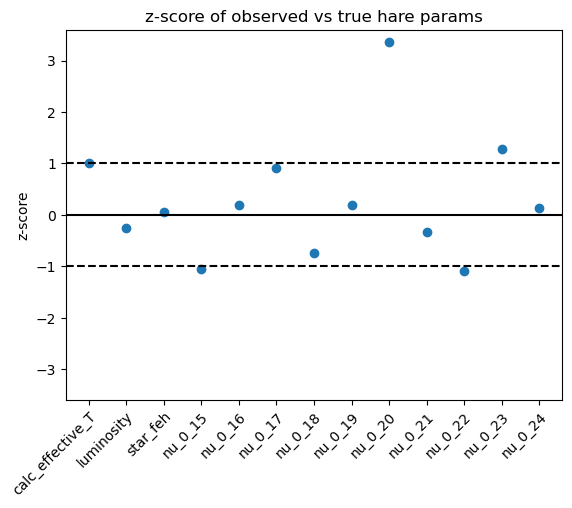 z-score of observed vs true hare params
z-score
3
2
1
0
−1
−2
−3
calc_effective_T
luminosity
star_feh
nu_0_15
nu_0_16
nu_0_17
nu_0_18
nu_0_19
nu_0_20
nu_0_21
nu_0_22
nu_0_23
nu_0_24